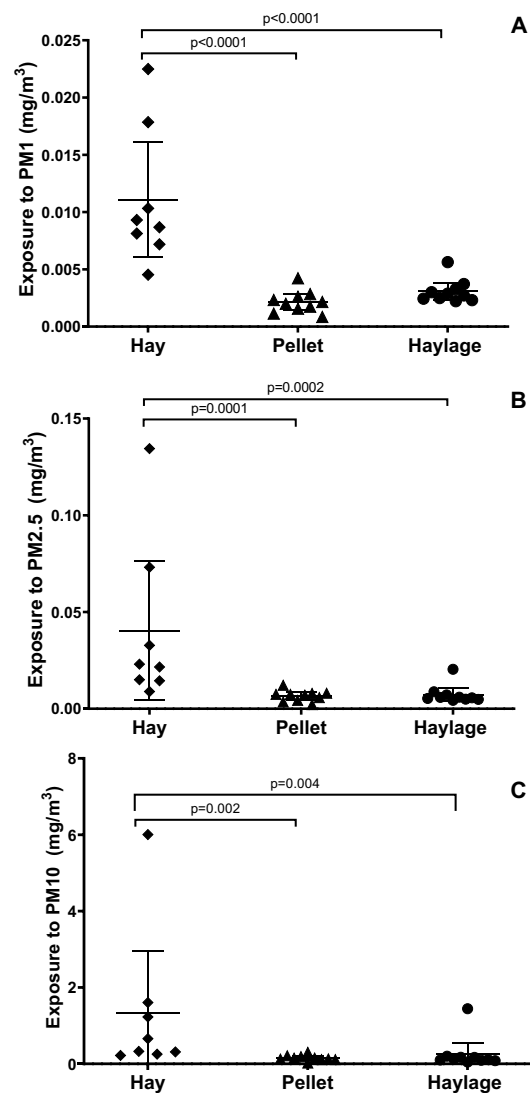 A
p<0.0001
p<0.0001
Exposure to PM1 (mg/m³)
0.025
0.020
0.015
0.010
0.005
0.000
Hay Pellet Haylage
B
p=0.0002
p=0.0001
Exposure to PM2.5 (mg/m³)
0.15
0.10
0.05
0.00
Hay Pellet Haylage
C
p=0.004
p=0.002
Exposure to PM10 (mg/m³)
8
6
4
2
0
Hay Pellet Haylage